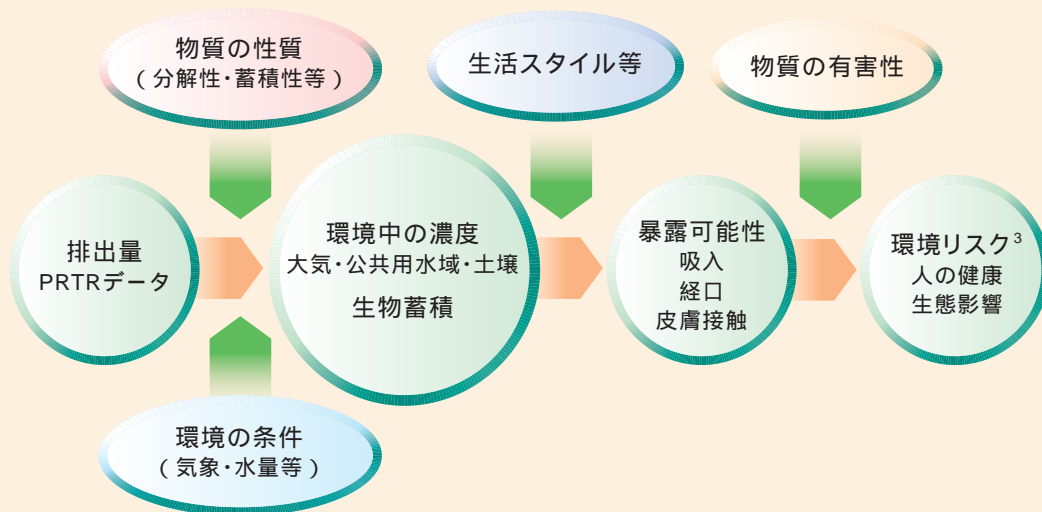 物質の性質
(分解性・蓄積性等)
生活スタイル等
物質の有害性
排出量
PRTRデータ
環境中の濃度
大気・公共用水域・土壌
生物蓄積
暴露可能性
吸入
経口
皮膚接触
環境リスク3
人の健康
生態影響
環境の条件
(気象・水量等)